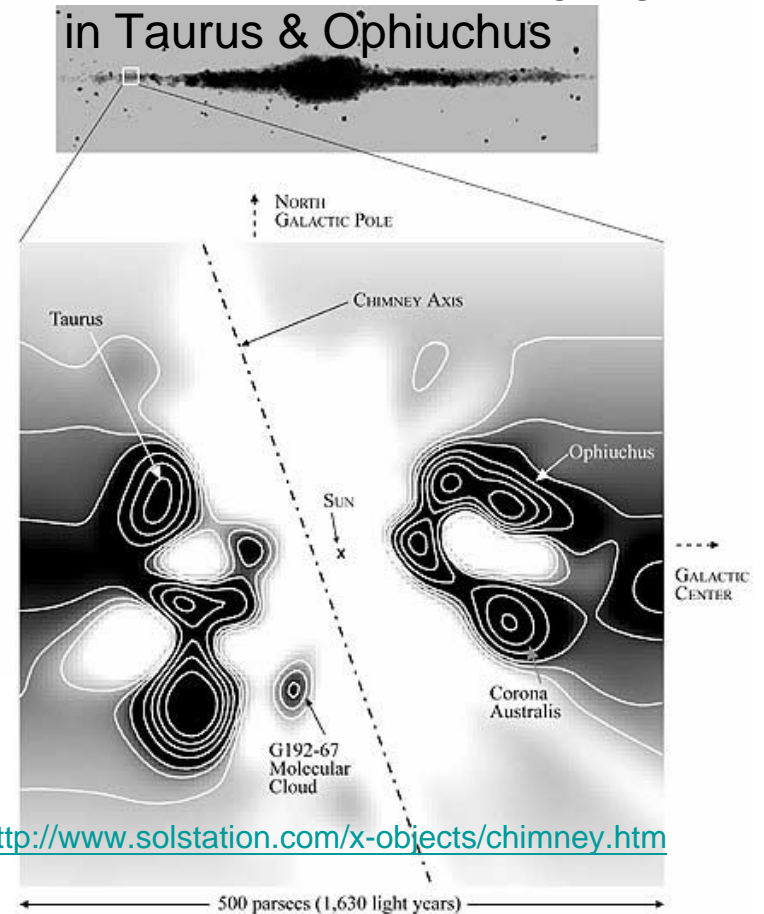 in Taurus & Ophiuchus
NORTH
GALACTIC POLE
CHIMNEY AXIS
Taurus
Ophiuchus
SUN
x
GALACTIC
CENTER
Corona
Australis
G192-67
Molecular
Cloud
ttp://www.solstation.com/x-objects/chimney.htm
500 parsecs (1,630 light years)